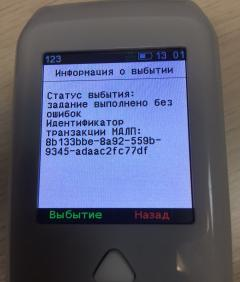 123 13 01
Информация о выбытии
Статус выбытия:
задание выполнено без
ошибок
Идентификатор
транзакции МДЛП:
8b133bbe-8a92-559b-
9345-adaac2fc77df
Выбытие Назад